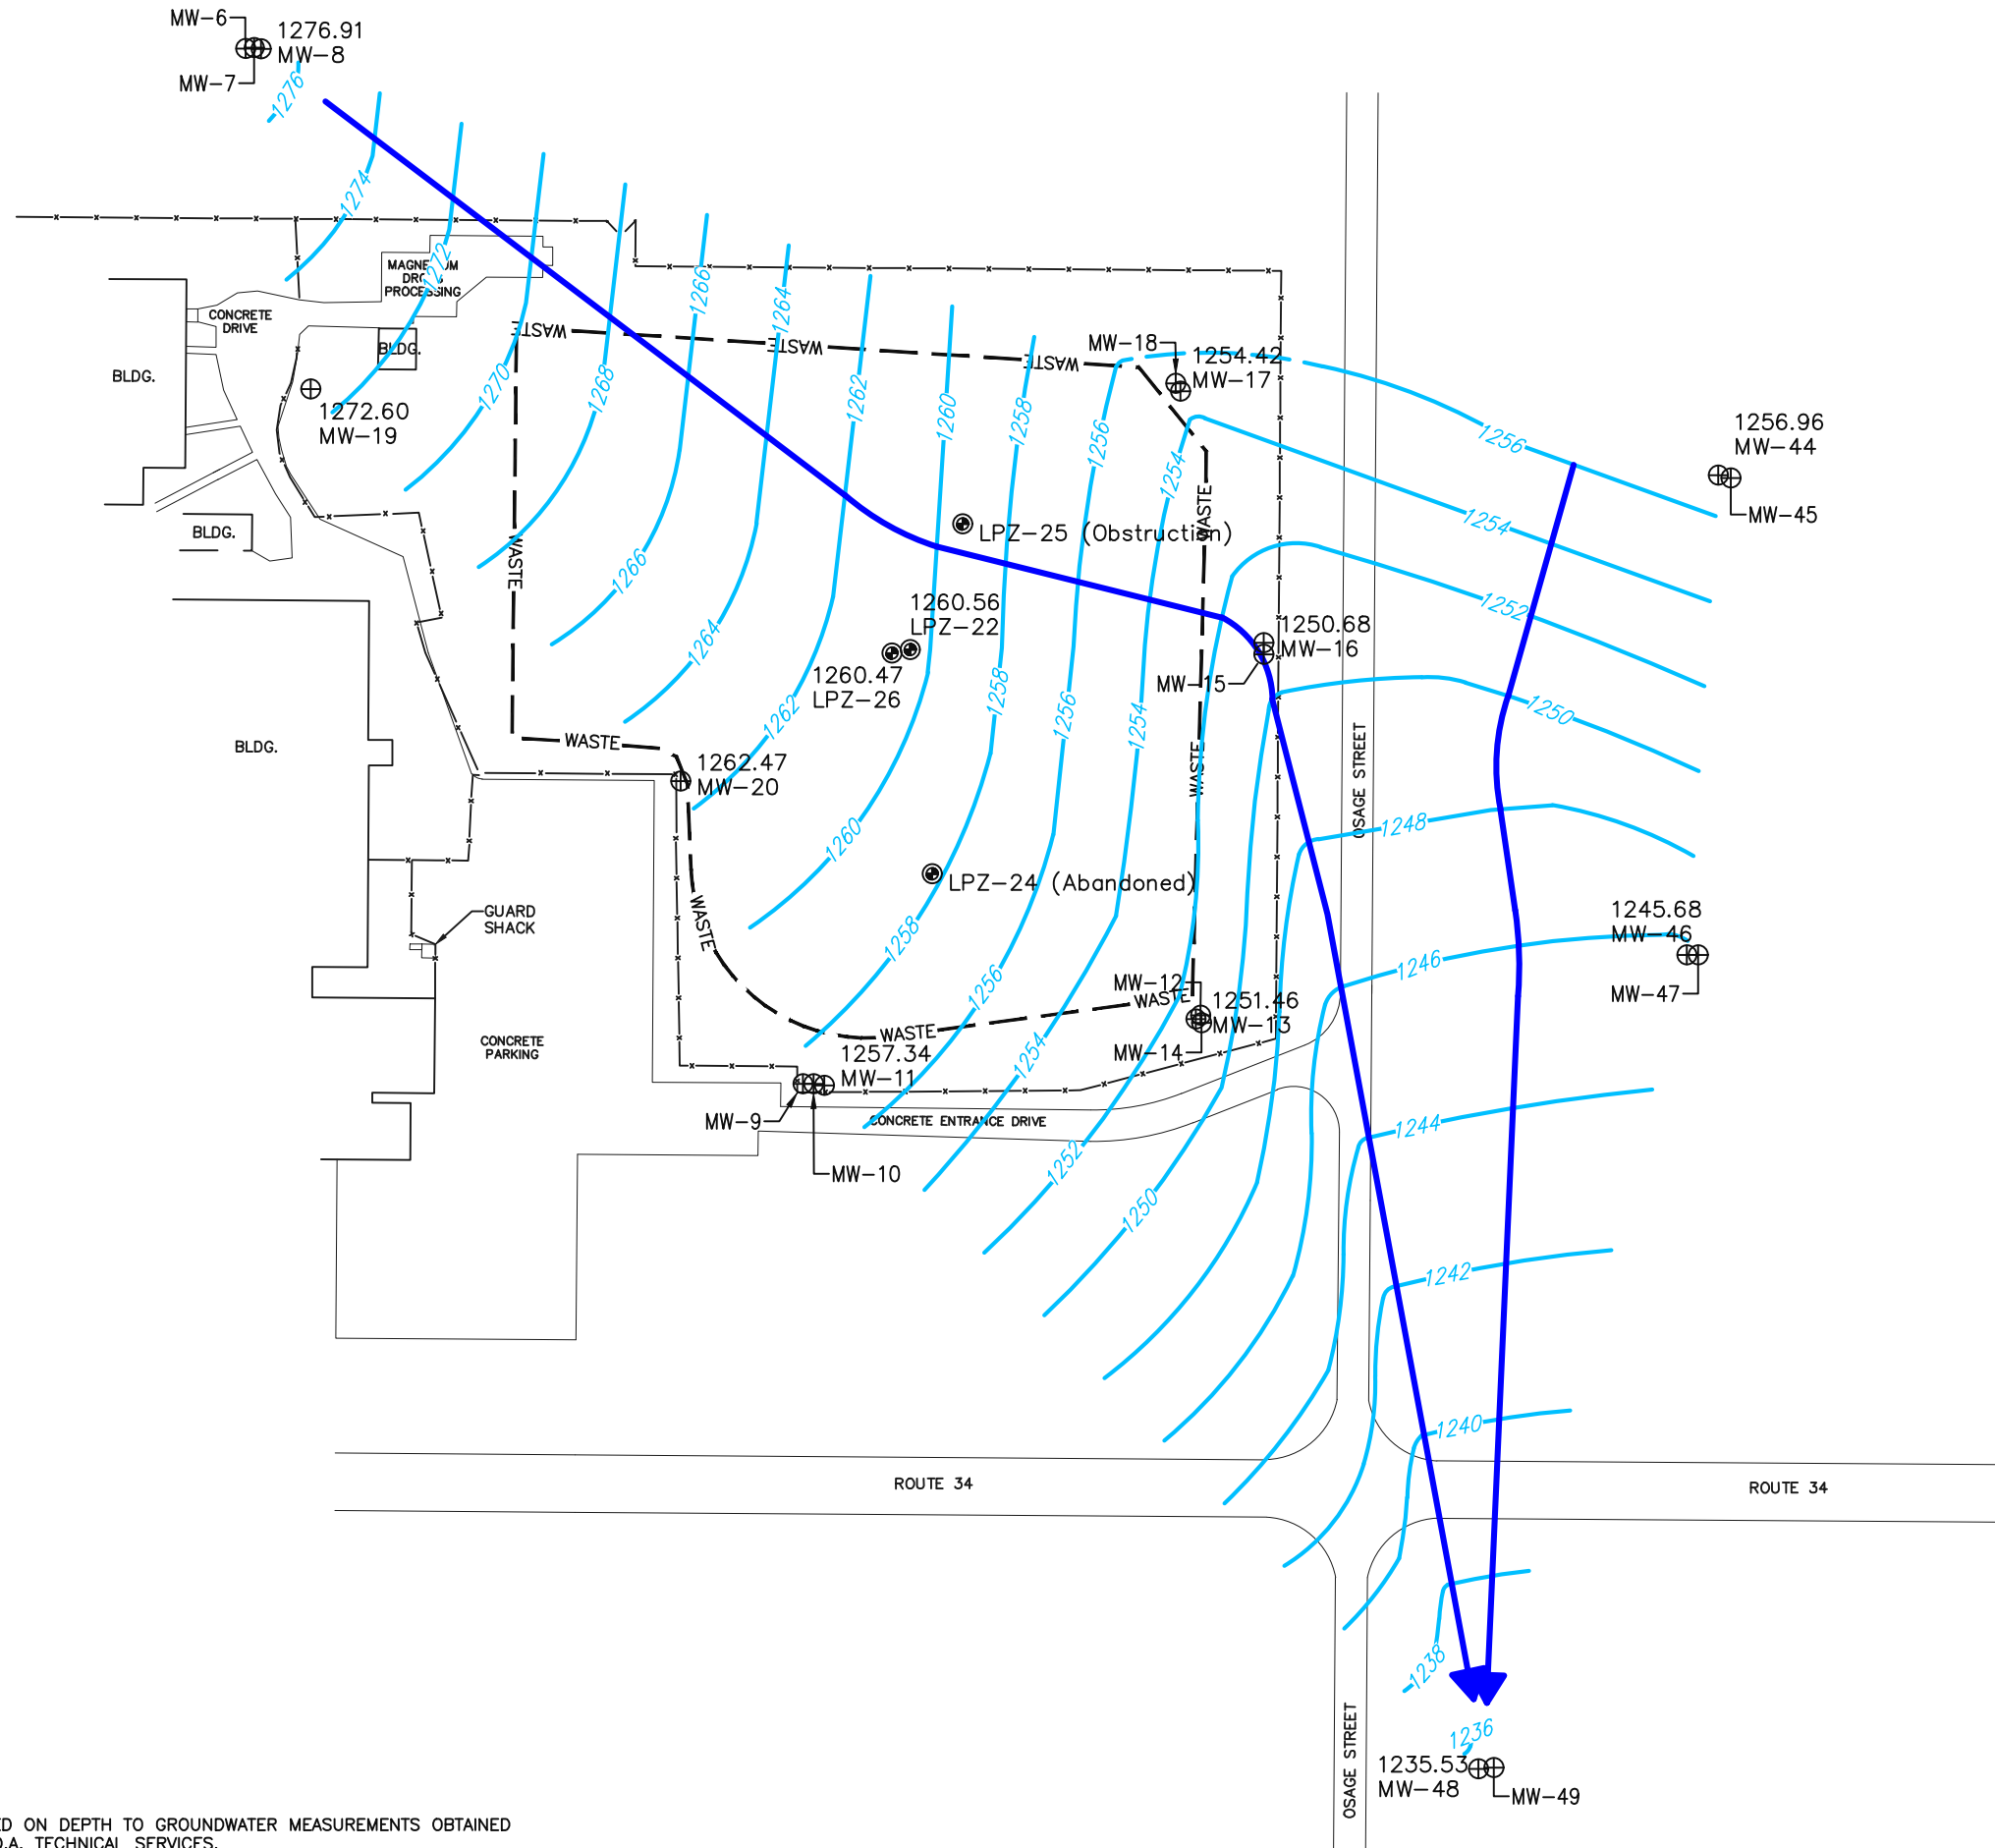 MW-6
1276.91
MW-8
MW-7
1276
1274
1272
MAGNE
M
DRO
S
PROCESSING
CONCRETE
DRIVE
BLDG.
BLDG.
1272.60
MW-19
BLDG.
BLDG.
1270
1268
1266
1264
1262
1260
1258
1256
1254
WASTE
WASTE
WASTE
MW-18
1254.42
MW-17
1256
1256.96
MW-44
MW-45
1254
WASTE
LPZ-25 (Obstruction)
WASTE
1266
1264
1262
1260
1258
1260.56
LPZ-22
1260.47
LPZ-26
1252
1250.68
MW-16
MW-15
1258
1256
1254
1250
WASTE
WASTE
1262.47
MW-20
OSAGE STREET
1248
LPZ-24 (Abandoned)
WASTE
GUARD
SHACK
1245.68
MW-46
MW-47
1246
1256
MW-12
WASTE
1251.46
MW-13
MW-14
WASTE
1254
CONCRETE
PARKING
1257.34
MW-11
MW-9
MW-10
CONCRETE ENTRANCE DRIVE
1244
1252
1250
1242
1240
ROUTE 34
ROUTE 34
1238
1236
OSAGE STREET
1235.53
MW-48
MW-49
ED ON DEPTH TO GROUNDWATER MEASUREMENTS OBTAINED
O.A. TECHNICAL SERVICES.